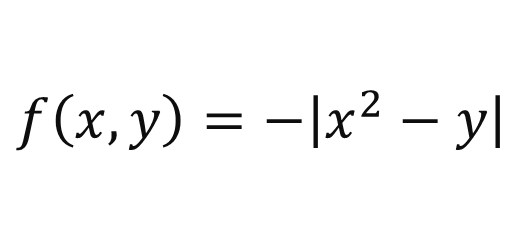 f(x, y) = −|x² − y|